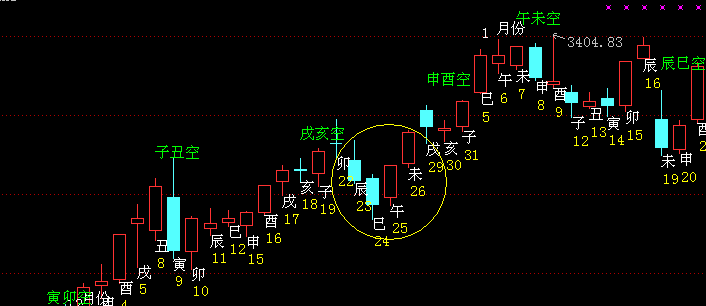 午未空
1 月份
3404.83
申酉空
辰巳空
戌亥空
子丑空
寅卯空
月份
酉 4
戌 5
丑 8
寅 9
卯 10
辰 11
巳 12
申 15
酉 16
戌 17
亥 18
子 19
卯 22
辰 23
巳 24
午 25
未 26
戌 29
亥 30
子 31
巳 5
午 6
未 7
申 8
酉 9
子 12
丑 13
寅 14
卯 15
辰 16
未 19
申 20
酉